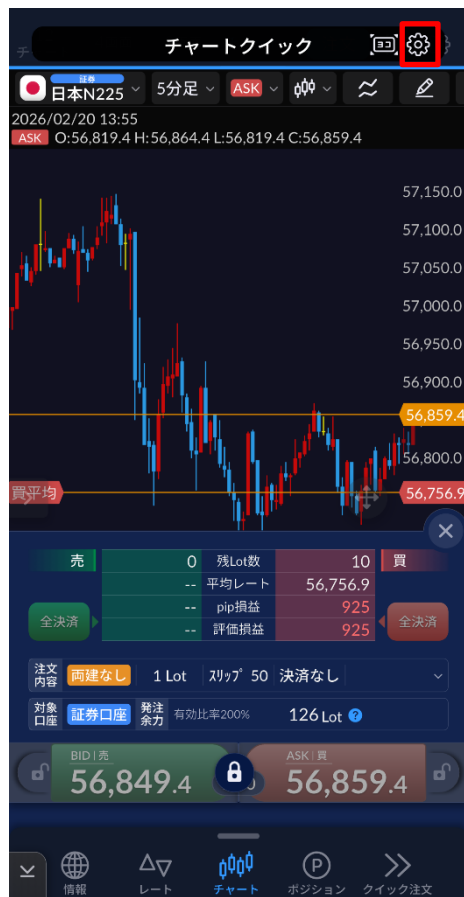 チ
チャートクイック
証券
日本N225
5分足
ASK
2026/02/20 13:55
ASK O:56,819.4 H:56,864.4 L:56,819.4 C:56,859.4
57,150.0
57,100.0
57,050.0
57,000.0
56,950.0
56,900.0
56,859.4
56,800.0
買平均
56,756.9
売 0 残Lot数 10 買
-- 平均レート 56,756.9
-- pip損益 925
全決済 -- 評価損益 925 全決済
注文内容 両建なし 1 Lot ｽﾘｯﾌﾟ 50 決済なし
対象口座 証券口座 発注余力 有効比率200% 126 Lot ?
BID | 売
56,849.4
ASK | 買
56,859.4
情報
レート
チャート
P
ポジション
クイック注文